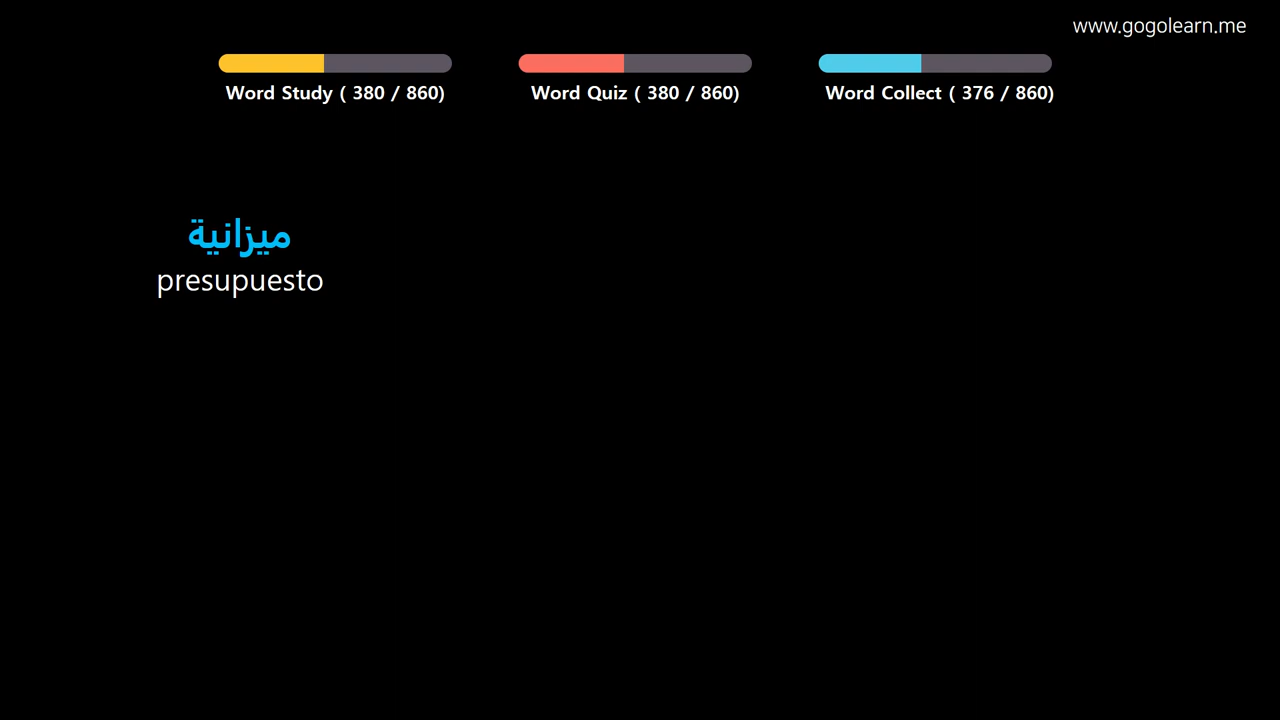 www.gogolearn.me
Word Study ( 380 / 860)
Word Quiz ( 380 / 860)
Word Collect ( 376 / 860)
ميزانية
presupuesto